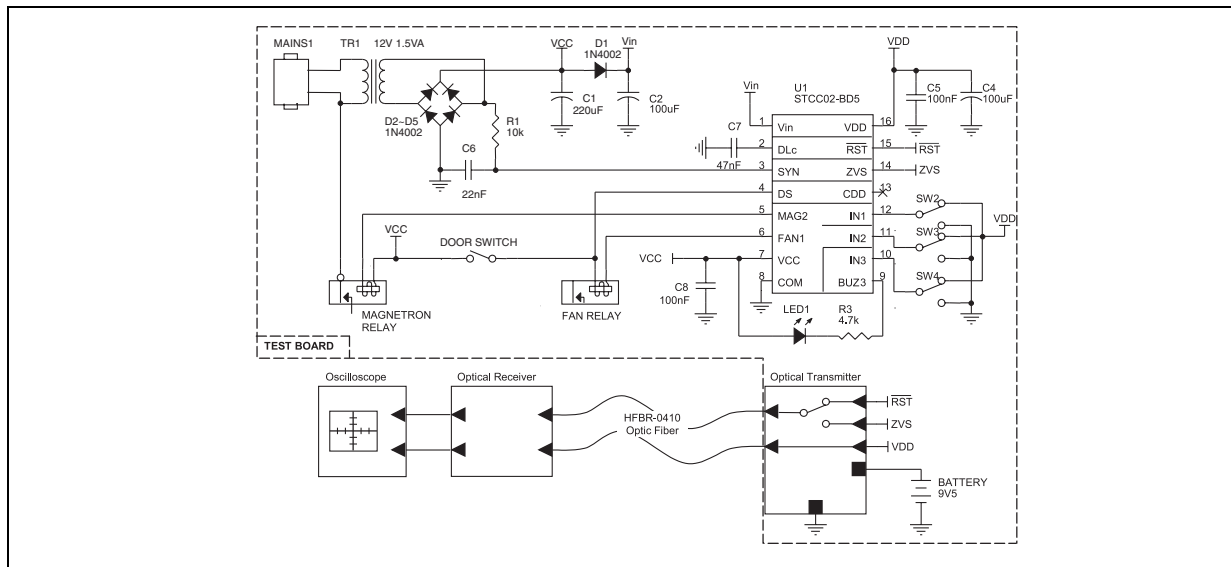 MAINS1
TR1
12V 1.5VA
VCC
D1
1N4002
Vin
C1
220uF
C2
100uF
D2~D5
1N4002
R1
10k
C6
22nF
C7
47nF
Vin
U1
STCC02-BD5
VDD
C5
100nF
C4
100uF
1 Vin VDD 16
2 DLc RST 15 RST
3 SYN ZVS 14 ZVS
4 DS CDD 13
5 MAG2 IN1 12
6 FAN1 IN2 11
7 VCC IN3 10
8 COM BUZ3 9
SW2
SW3
SW4
VDD
VCC
DOOR SWITCH
VCC
C8
100nF
LED1
R3
4.7k
MAGNETRON
RELAY
FAN RELAY
TEST BOARD
Oscilloscope
Optical Receiver
Optical Transmitter
HFBR-0410
Optic Fiber
RST
ZVS
VDD
BATTERY
9V5